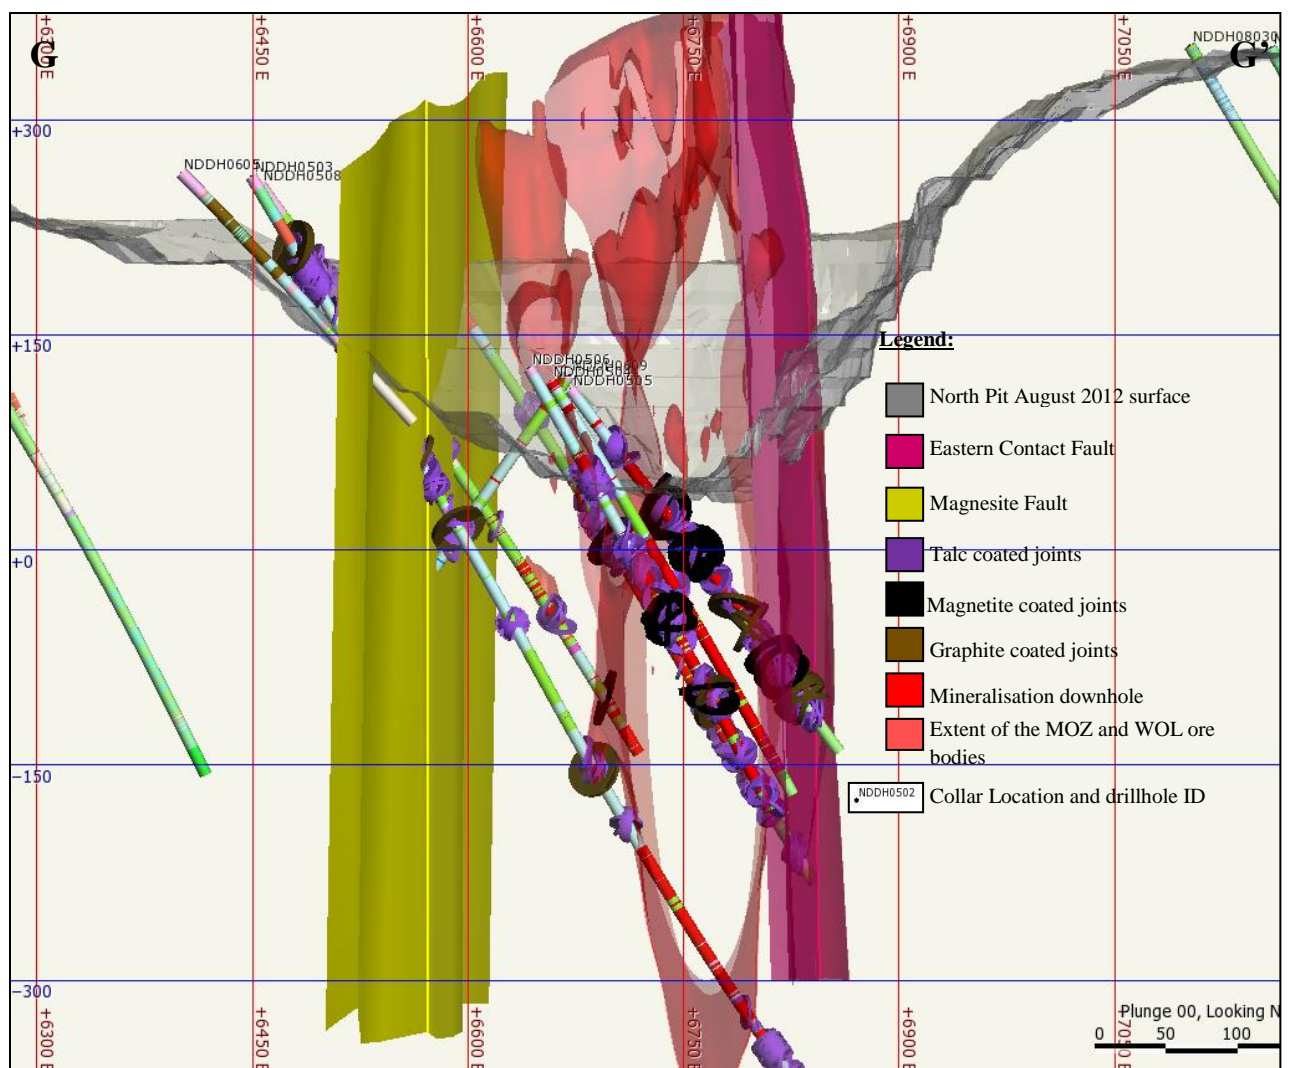 G
G'
+6300 E
+6450 E
+6600 E
+6750 E
+6900 E
+7050 E
NDDH08030
+300
NDDH0605
NDDH0503
NDDH0508
+150
NDDH0506
NDDH0505
Legend:
North Pit August 2012 surface
Eastern Contact Fault
Magnesite Fault
Talc coated joints
Magnetite coated joints
Graphite coated joints
Mineralisation downhole
Extent of the MOZ and WOL ore
bodies
NDDH0502
Collar Location and drillhole ID
+0
−150
−300
Plunge 00, Looking N
0 50 100
+6300 E
+6450 E
+6600 E
+6750 E
+6900 E
+7050 E